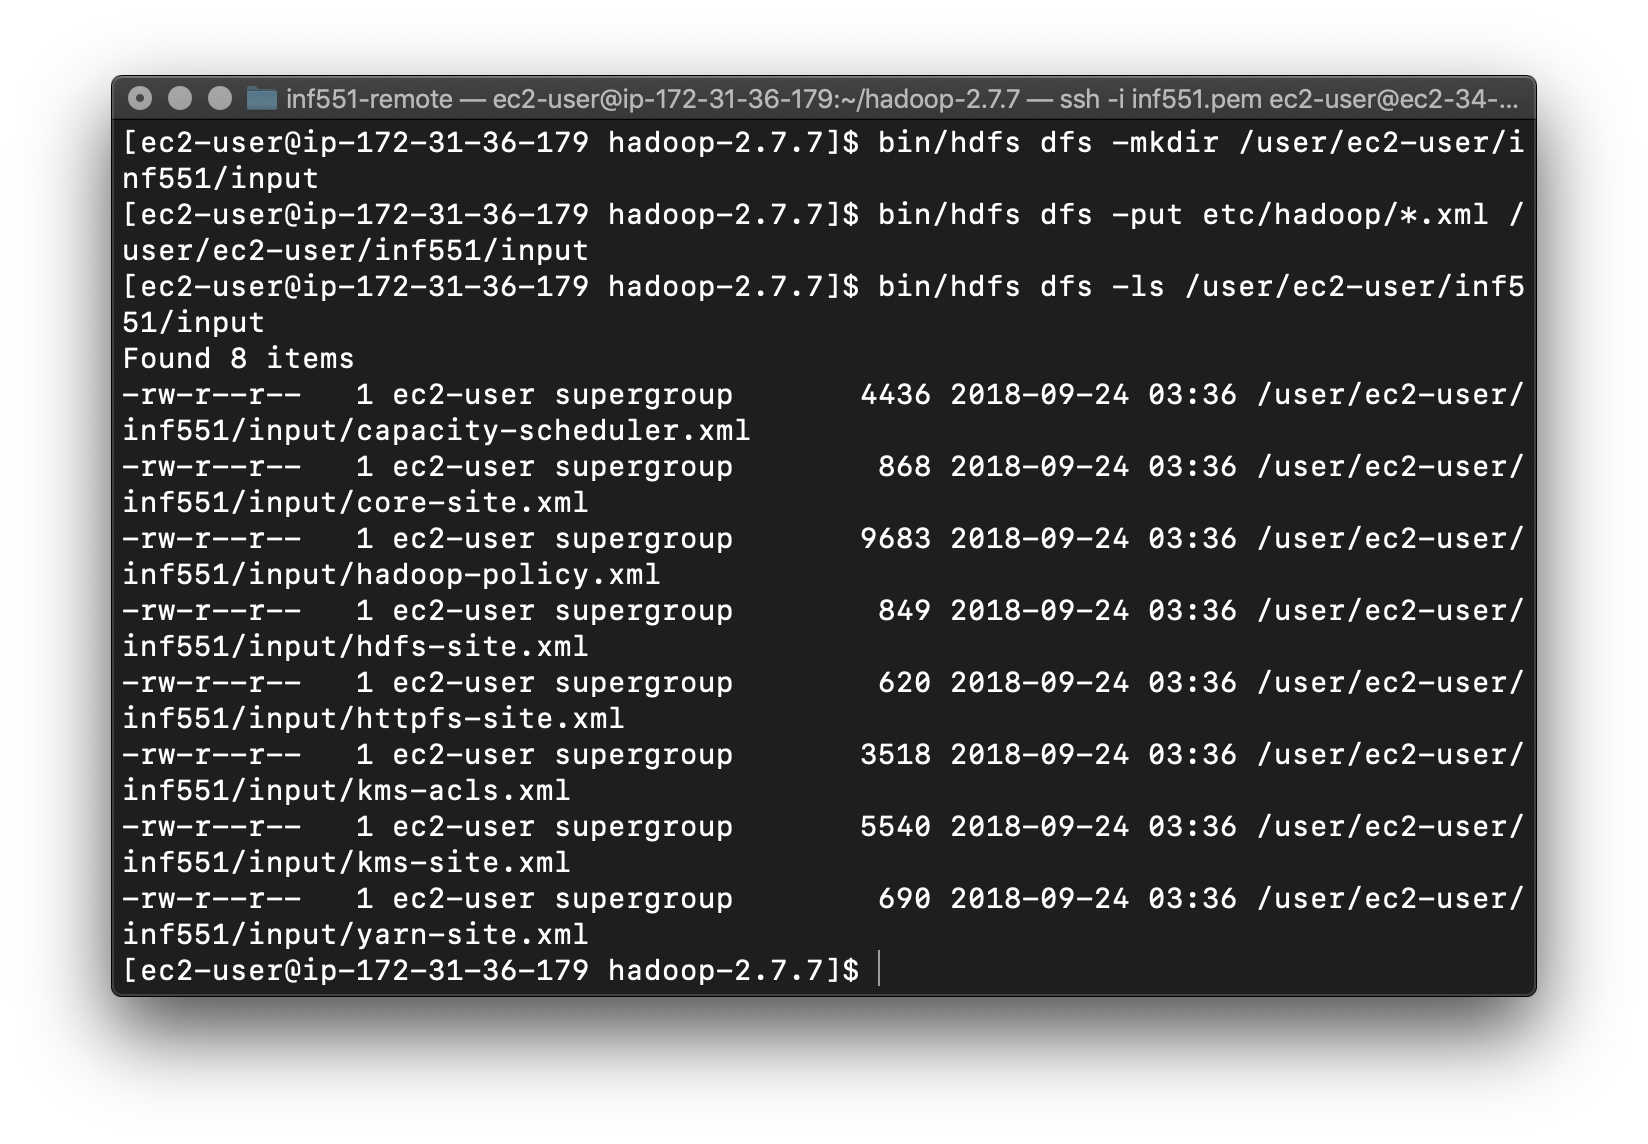 inf551-remote — ec2-user@ip-172-31-36-179:~/hadoop-2.7.7 — ssh -i inf551.pem ec2-user@ec2-34-...
[ec2-user@ip-172-31-36-179 hadoop-2.7.7]$ bin/hdfs dfs -mkdir /user/ec2-user/i
nf551/input
[ec2-user@ip-172-31-36-179 hadoop-2.7.7]$ bin/hdfs dfs -put etc/hadoop/*.xml /
user/ec2-user/inf551/input
[ec2-user@ip-172-31-36-179 hadoop-2.7.7]$ bin/hdfs dfs -ls /user/ec2-user/inf5
51/input
Found 8 items
-rw-r--r--   1 ec2-user supergroup       4436 2018-09-24 03:36 /user/ec2-user/
inf551/input/capacity-scheduler.xml
-rw-r--r--   1 ec2-user supergroup        868 2018-09-24 03:36 /user/ec2-user/
inf551/input/core-site.xml
-rw-r--r--   1 ec2-user supergroup       9683 2018-09-24 03:36 /user/ec2-user/
inf551/input/hadoop-policy.xml
-rw-r--r--   1 ec2-user supergroup        849 2018-09-24 03:36 /user/ec2-user/
inf551/input/hdfs-site.xml
-rw-r--r--   1 ec2-user supergroup        620 2018-09-24 03:36 /user/ec2-user/
inf551/input/httpfs-site.xml
-rw-r--r--   1 ec2-user supergroup       3518 2018-09-24 03:36 /user/ec2-user/
inf551/input/kms-acls.xml
-rw-r--r--   1 ec2-user supergroup       5540 2018-09-24 03:36 /user/ec2-user/
inf551/input/kms-site.xml
-rw-r--r--   1 ec2-user supergroup        690 2018-09-24 03:36 /user/ec2-user/
inf551/input/yarn-site.xml
[ec2-user@ip-172-31-36-179 hadoop-2.7.7]$